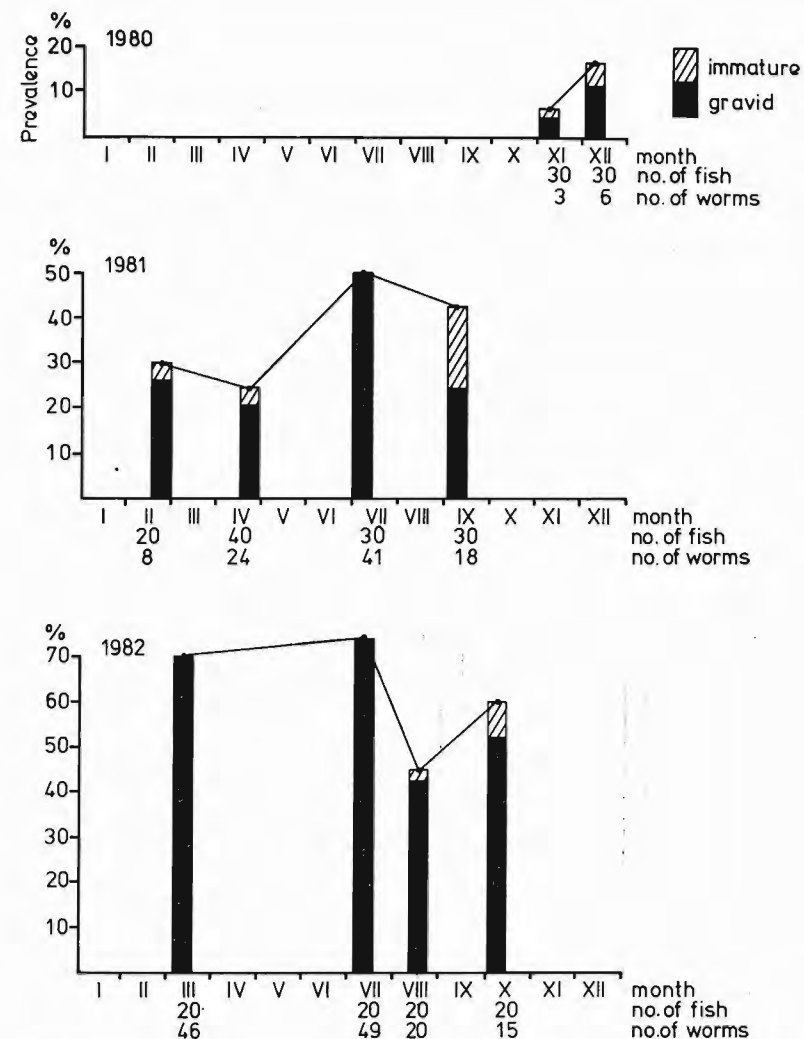 %
1980
20
10
Prevalence
immature
gravid
I II III IV V VI VII VIII IX X XI XII month
30 30 no. of fish
3 6 no. of worms
%
1981
50
40
30
20
10
I II III IV V VI VII VIII IX X XI XII month
20 40 30 30 no. of fish
8 24 41 18 no. of worms
%
1982
70
60
50
40
30
20
10
I II III IV V VI VII VIII IX X XI XII month
20 20 20 20 no. of fish
46 49 20 15 no. of worms